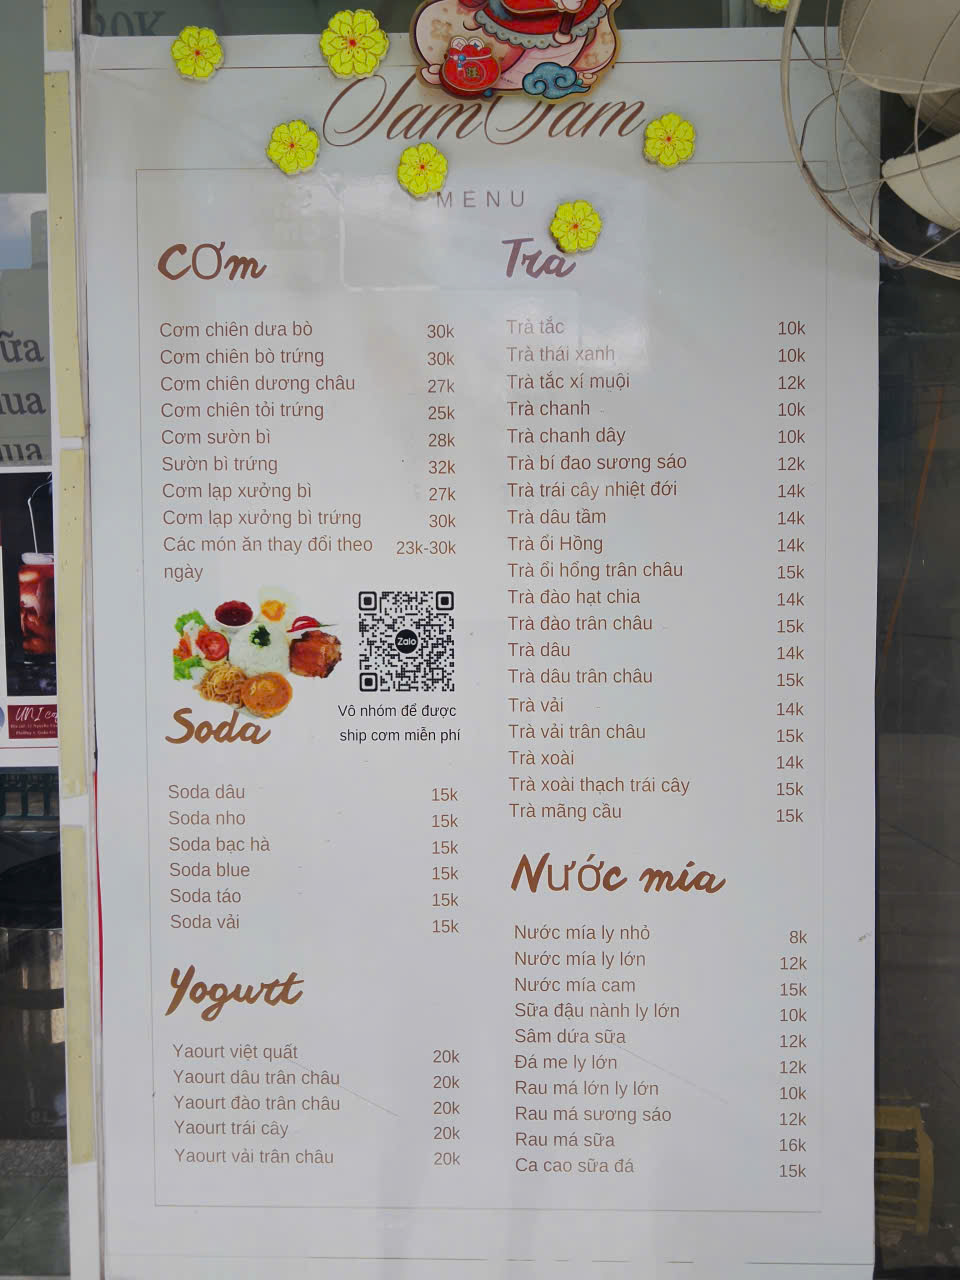 Tam Tam
MENU
CƠm
Cơm chiên dưa bò 30k
Cơm chiên bò trứng 30k
Cơm chiên dương châu 27k
Cơm chiên tỏi trứng 25k
Cơm sườn bì 28k
Sườn bì trứng 32k
Cơm lạp xưởng bì 27k
Cơm lạp xưởng bì trứng 30k
Các món ăn thay đổi theo 23k-30k
ngày
Zalo
Vô nhóm để được
ship cơm miễn phí
Soda
Soda dâu 15k
Soda nho 15k
Soda bạc hà 15k
Soda blue 15k
Soda táo 15k
Soda vải 15k
Yogurt
Yaourt việt quất 20k
Yaourt dâu trân châu 20k
Yaourt đào trân châu 20k
Yaourt trái cây 20k
Yaourt vải trân châu 20k
Trà
Trà tắc 10k
Trà thái xanh 10k
Trà tắc xí muội 12k
Trà chanh 10k
Trà chanh dây 10k
Trà bí đao sương sáo 12k
Trà trái cây nhiệt đới 14k
Trà dâu tầm 14k
Trà ổi Hồng 14k
Trà ổi hổng trân châu 15k
Trà đào hạt chia 14k
Trà đào trân châu 15k
Trà dâu 14k
Trà dâu trân châu 15k
Trà vải 14k
Trà vải trân châu 15k
Trà xoài 14k
Trà xoài thạch trái cây 15k
Trà mãng cầu 15k
Nước mía
Nước mía ly nhỏ 8k
Nước mía ly lớn 12k
Nước mía cam 15k
Sữa đậu nành ly lớn 10k
Sâm dứa sữa 12k
Đá me ly lớn 12k
Rau má lớn ly lớn 10k
Rau má sương sáo 12k
Rau má sữa 16k
Ca cao sữa đá 15k